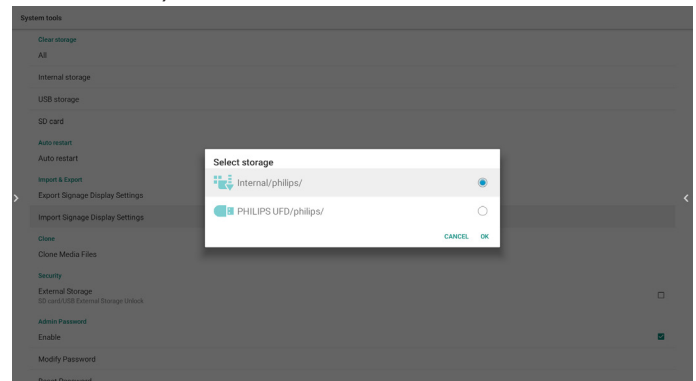 System tools
Clear storage
All
Internal storage
USB storage
SD card
Auto restart
Auto restart
Import & Export
Export Signage Display Settings
Import Signage Display Settings
Clone
Clone Media Files
Security
External Storage
SD card/USB External Storage Unlock
Admin Password
Enable
Modify Password
Reset Password
Select storage
Internal/philips/
PHILIPS UFD/philips/
CANCEL OK